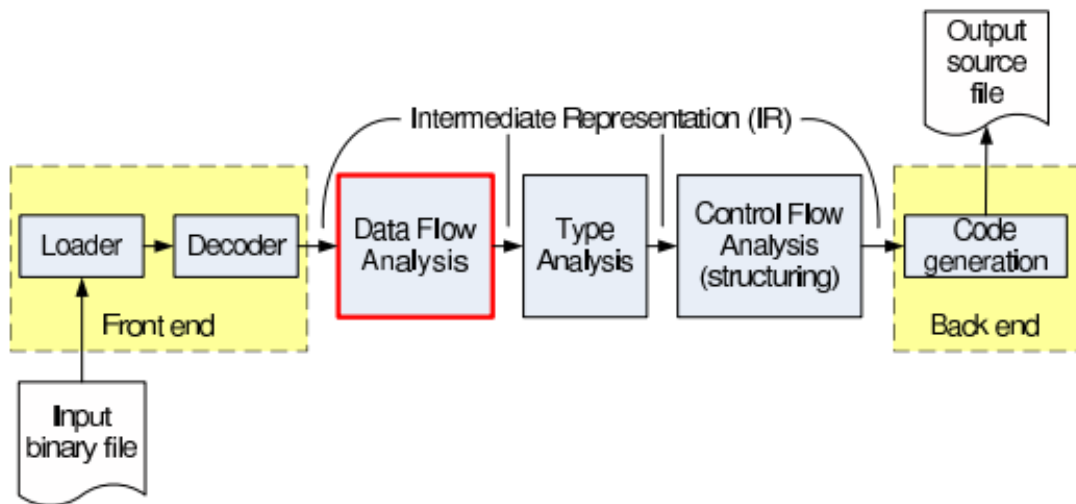 Output
source
file
Intermediate Representation (IR)
Loader
Decoder
Front end
Data Flow
Analysis
Type
Analysis
Control Flow
Analysis
(structuring)
Code
generation
Back end
Input
binary file